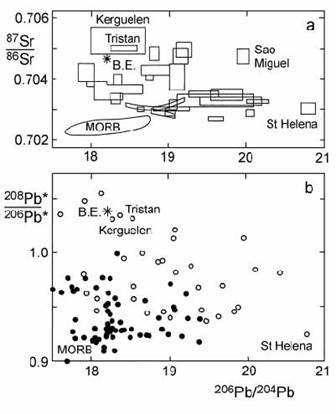 0.706
Kerguelen
a
87Sr
86Sr
Tristan
B.E.
Sao
Miguel
0.704
MORB
St Helena
0.702
18 19 20 21
b
208Pb*
206Pb*
B.E. Tristan
Kerguelen
1.0
MORB
St Helena
0.9
18 19 20 21
206Pb/204Pb